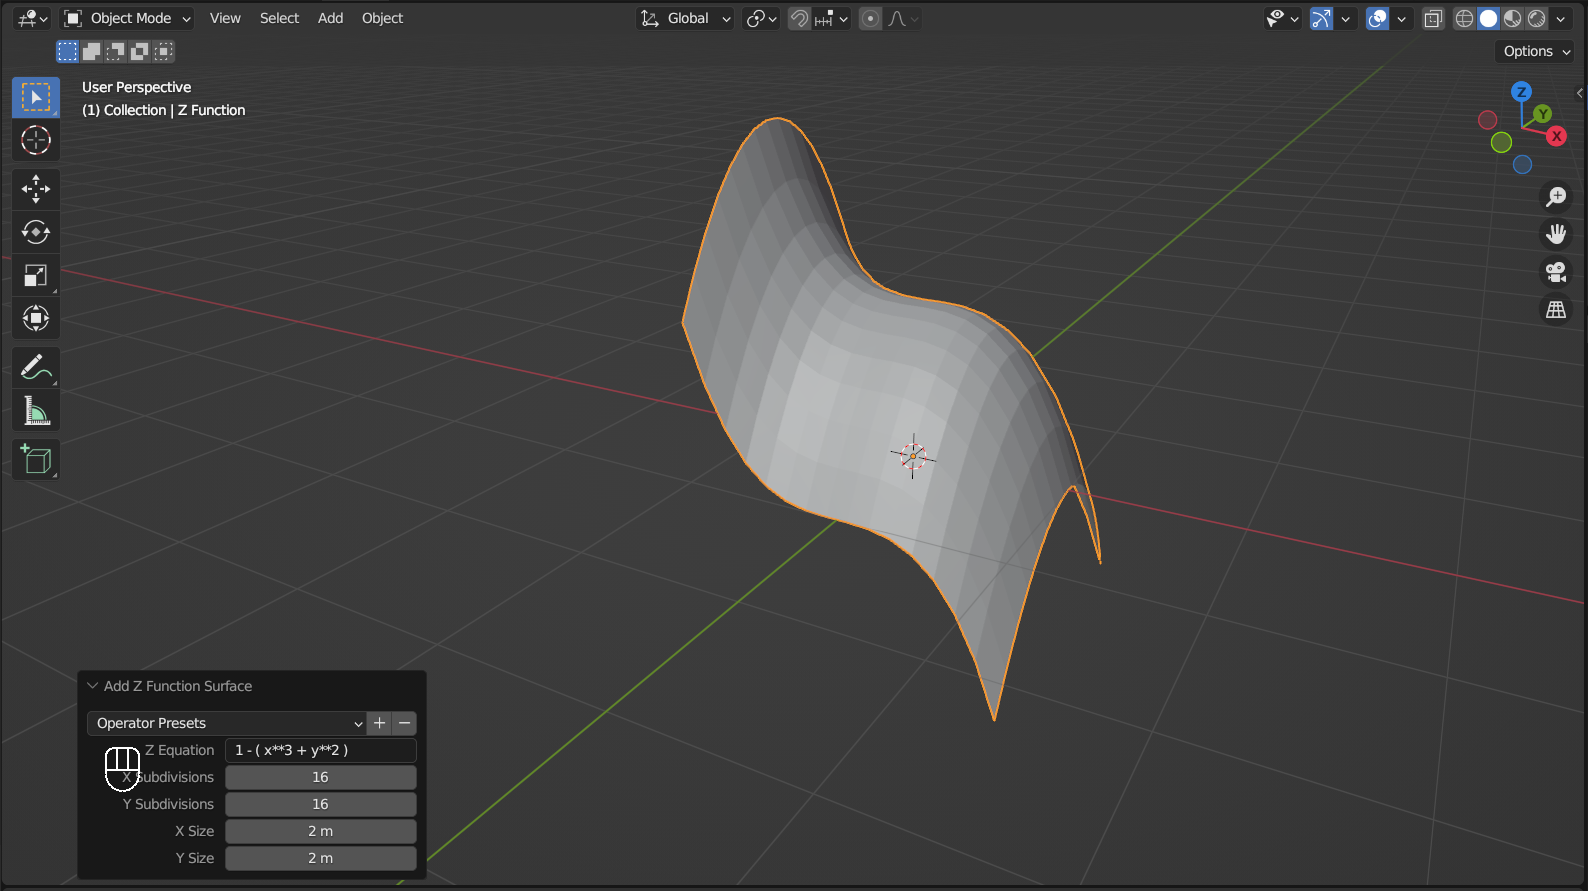 Object Mode View Select Add Object Global
Options
User Perspective
(1) Collection | Z Function
Z
Y
X
Add Z Function Surface
Operator Presets
Z Equation 1 - ( x**3 + y**2 )
X Subdivisions 16
Y Subdivisions 16
X Size 2 m
Y Size 2 m